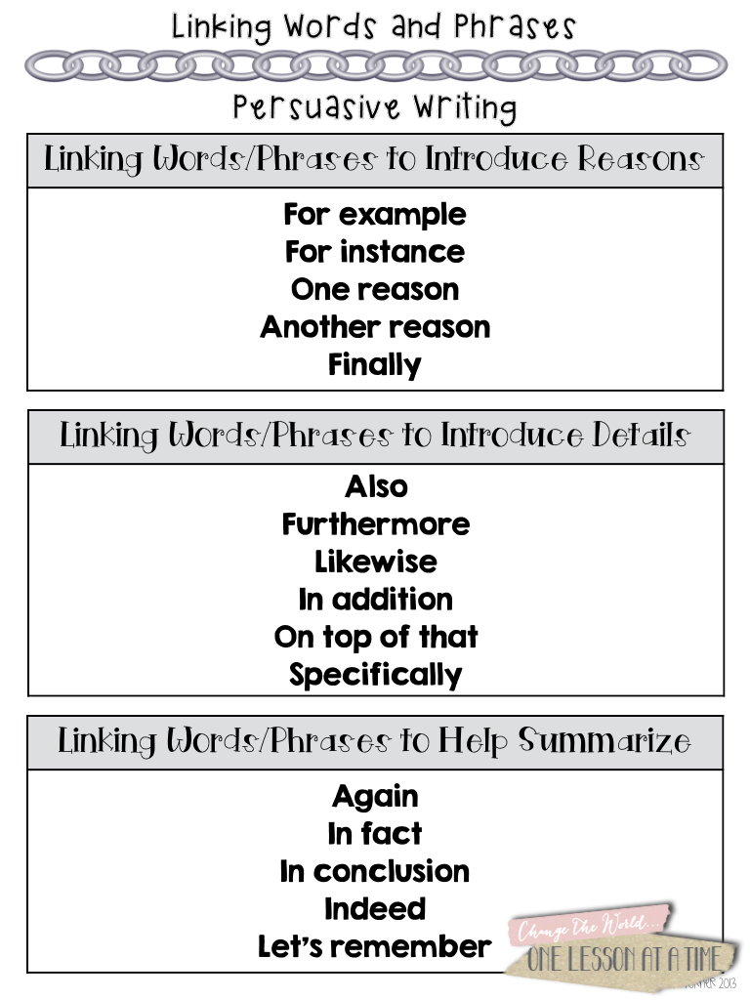 Linking Words and Phrases
Persuasive Writing
Linking Words/Phrases to Introduce Reasons
For example
For instance
One reason
Another reason
Finally
Linking Words/Phrases to Introduce Details
Also
Furthermore
Likewise
In addition
On top of that
Specifically
Linking Words/Phrases to Help Summarize
Again
In fact
In conclusion
Indeed
Let's remember
Change The World...
ONE LESSON AT A TIME
2013